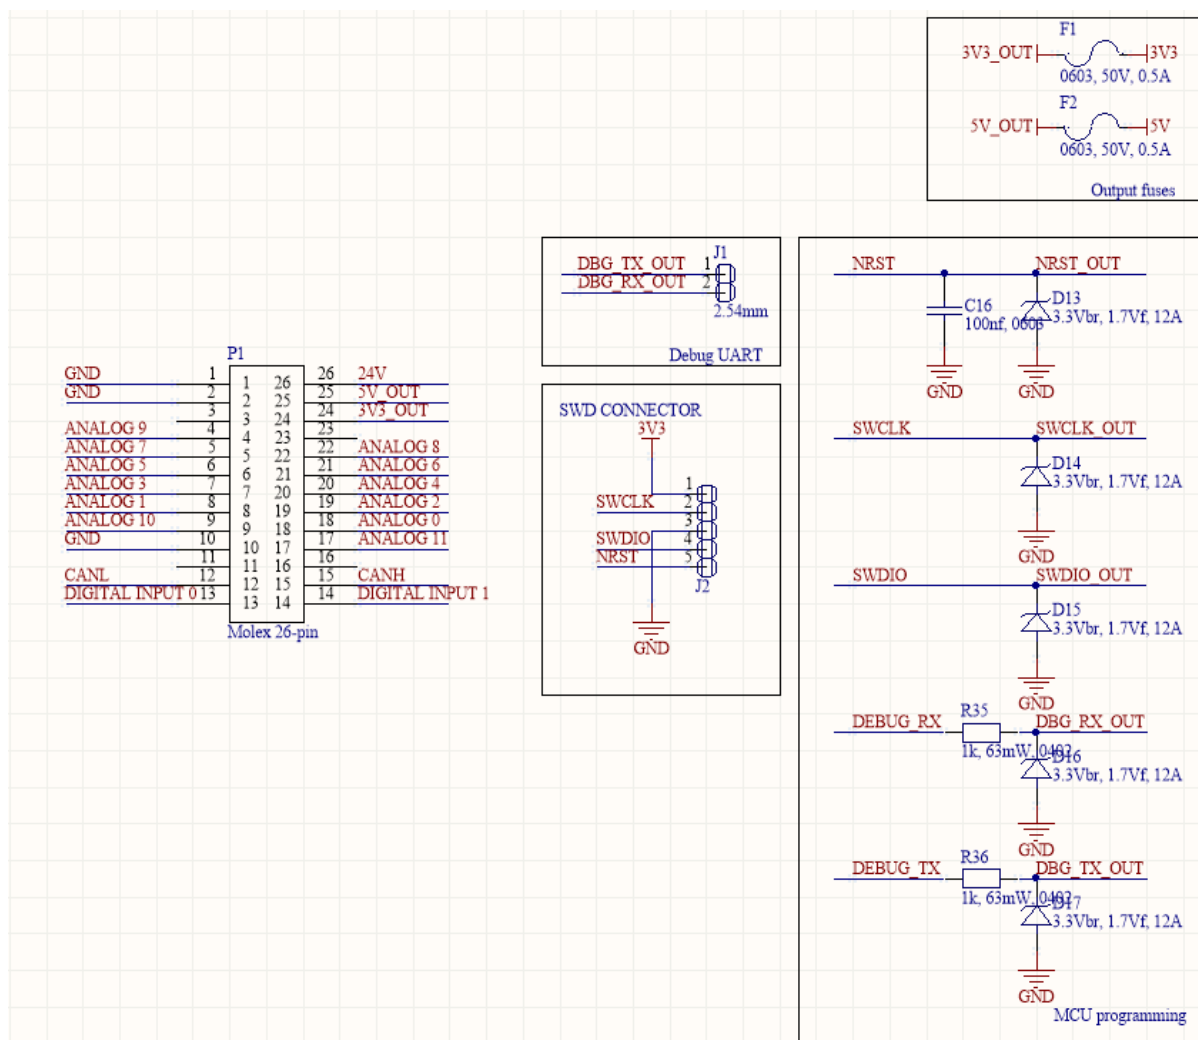 F1
3V3_OUT 3V3
0603, 50V, 0.5A
F2
5V_OUT 5V
0603, 50V, 0.5A
Output fuses
J1
DBG_TX_OUT 1
DBG_RX_OUT 2
2.54mm
Debug UART
SWD CONNECTOR
3V3
1
SWCLK 2
3
SWDIO 4
NRST 5
J2
GND
P1
GND 1 1 26 26 24V
GND 2 2 25 25 5V_OUT
3 3 24 24 3V3_OUT
ANALOG 9 4 4 23 23
ANALOG 7 5 5 22 22 ANALOG 8
ANALOG 5 6 6 21 21 ANALOG 6
ANALOG 3 7 7 20 20 ANALOG 4
ANALOG 1 8 8 19 19 ANALOG 2
ANALOG 10 9 9 18 18 ANALOG 0
GND 10 10 17 17 ANALOG 11
11 11 16 16
CANL 12 12 15 15 CANH
DIGITAL INPUT 0 13 13 14 14 DIGITAL INPUT 1
Molex 26-pin
NRST NRST_OUT
C16
100nf, 0603
D13
3.3Vbr, 1.7Vf, 12A
GND GND
SWCLK SWCLK_OUT
D14
3.3Vbr, 1.7Vf, 12A
GND
SWDIO SWDIO_OUT
D15
3.3Vbr, 1.7Vf, 12A
GND
DEBUG_RX R35 DBG_RX_OUT
1k, 63mW, 0402
D16
3.3Vbr, 1.7Vf, 12A
GND
DEBUG_TX R36 DBG_TX_OUT
1k, 63mW, 0402
D17
3.3Vbr, 1.7Vf, 12A
GND
MCU programming